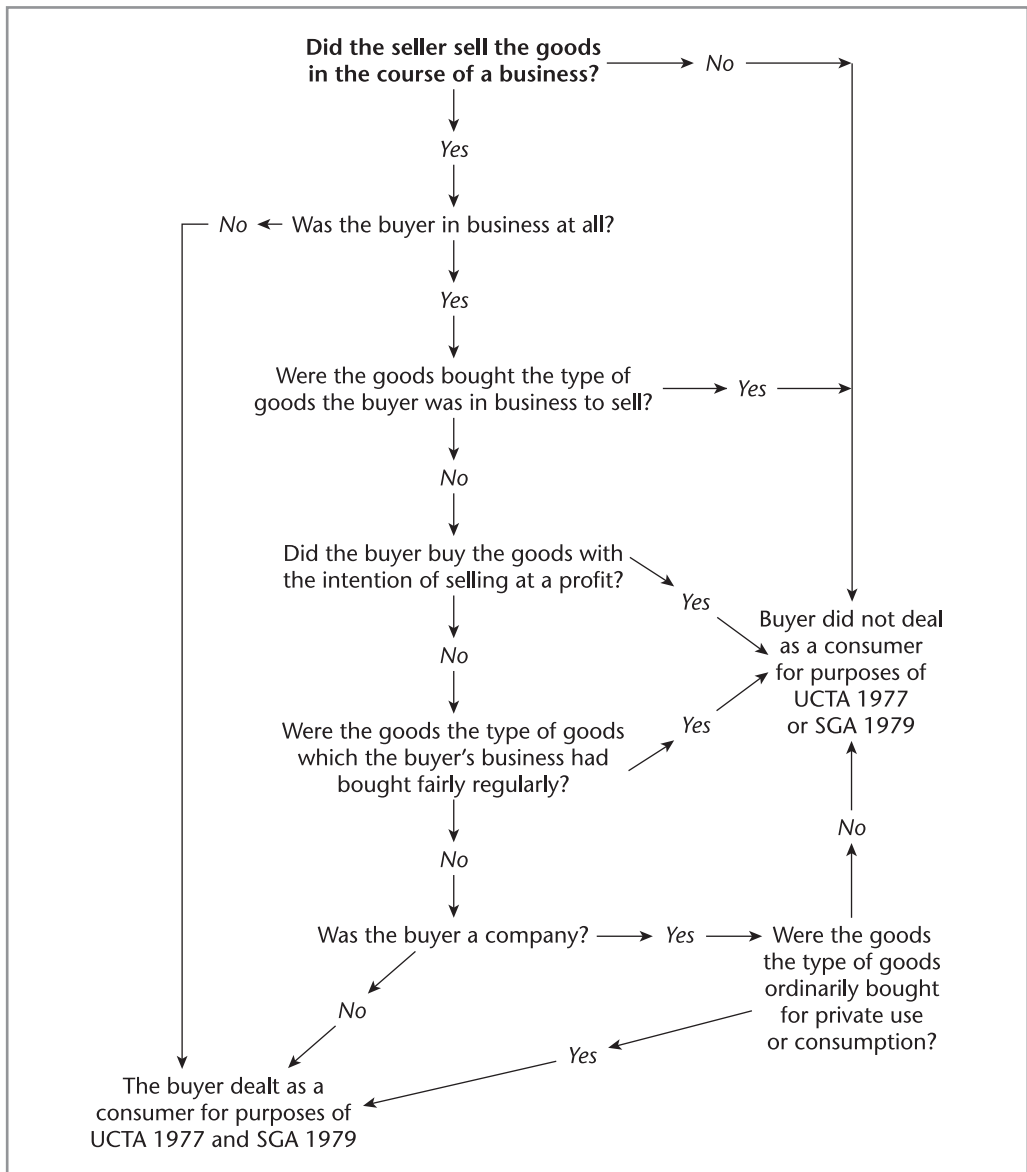 Did the seller sell the goods
in the course of a business?
No
Yes
No
Was the buyer in business at all?
Yes
Were the goods bought the type of
goods the buyer was in business to sell?
Yes
No
Did the buyer buy the goods with
the intention of selling at a profit?
Yes
No
Buyer did not deal
as a consumer
for purposes of
UCTA 1977
or SGA 1979
Were the goods the type of goods
which the buyer's business had
bought fairly regularly?
Yes
No
No
Was the buyer a company?
Yes
Were the goods
the type of goods
ordinarily bought
for private use
or consumption?
No
Yes
The buyer dealt as a
consumer for purposes of
UCTA 1977 and SGA 1979